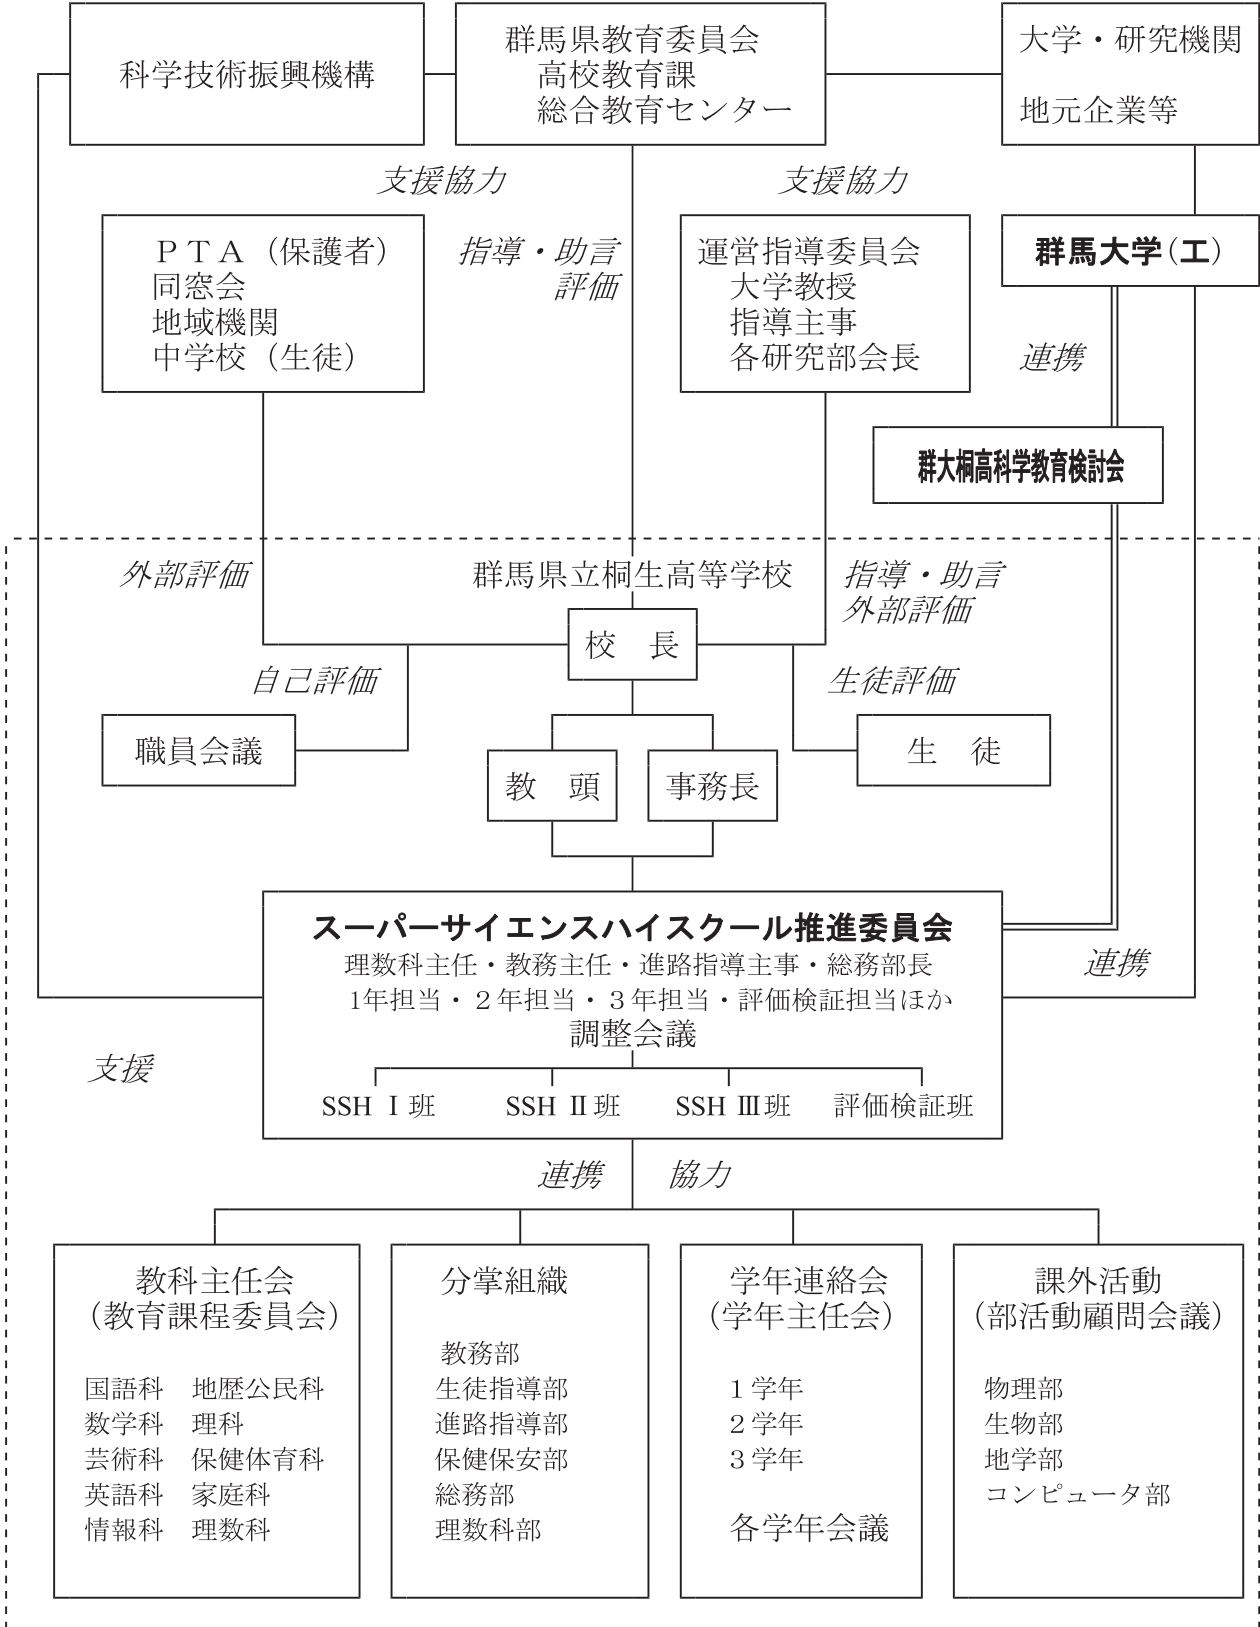 科学技術振興機構
群馬県教育委員会
高校教育課
総合教育センター
大学・研究機関
地元企業等
支援協力
支援協力
PTA（保護者）
同窓会
地域機関
中学校（生徒）
指導・助言
評価
運営指導委員会
大学教授
指導主事
各研究部会長
群馬大学（工）
連携
群大桐高科学教育検討会
外部評価
群馬県立桐生高等学校
指導・助言
外部評価
校　長
自己評価
生徒評価
職員会議
教　頭
事務長
生　徒
スーパーサイエンスハイスクール推進委員会
理数科主任・教務主任・進路指導主事・総務部長
1年担当・２年担当・３年担当・評価検証担当ほか
調整会議
連携
支援
SSH Ⅰ班
SSH Ⅱ班
SSH Ⅲ班
評価検証班
連携　協力
教科主任会
（教育課程委員会）
国語科　地歴公民科
数学科　理科
芸術科　保健体育科
英語科　家庭科
情報科　理数科
分掌組織
教務部
生徒指導部
進路指導部
保健保安部
総務部
理数科部
学年連絡会
（学年主任会）
１学年
２学年
３学年
各学年会議
課外活動
（部活動顧問会議）
物理部
生物部
地学部
コンピュータ部